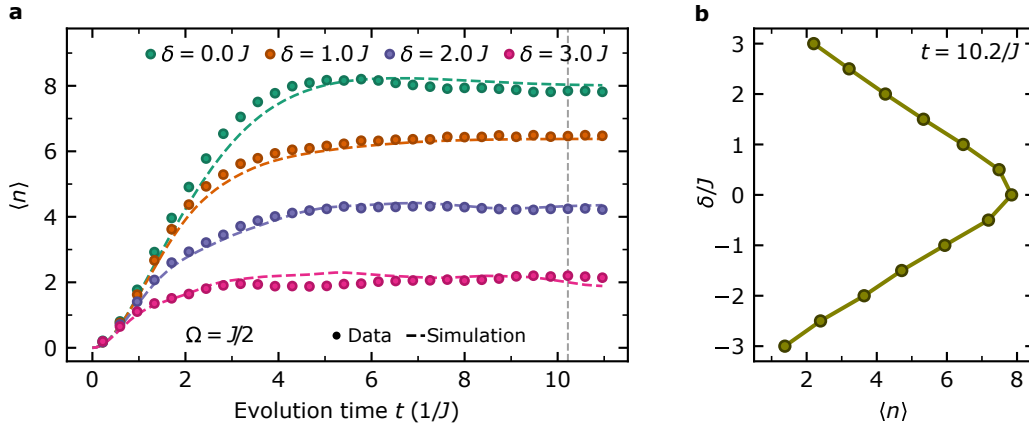 a
δ = 0.0 J δ = 1.0 J δ = 2.0 J δ = 3.0 J
8
6
4
2
0
⟨n⟩
Ω = J/2 Data Simulation
0 2 4 6 8 10
Evolution time t (1/J)
b
t = 10.2/J
3
2
1
0
−1
−2
−3
δ/J
2 4 6 8
⟨n⟩